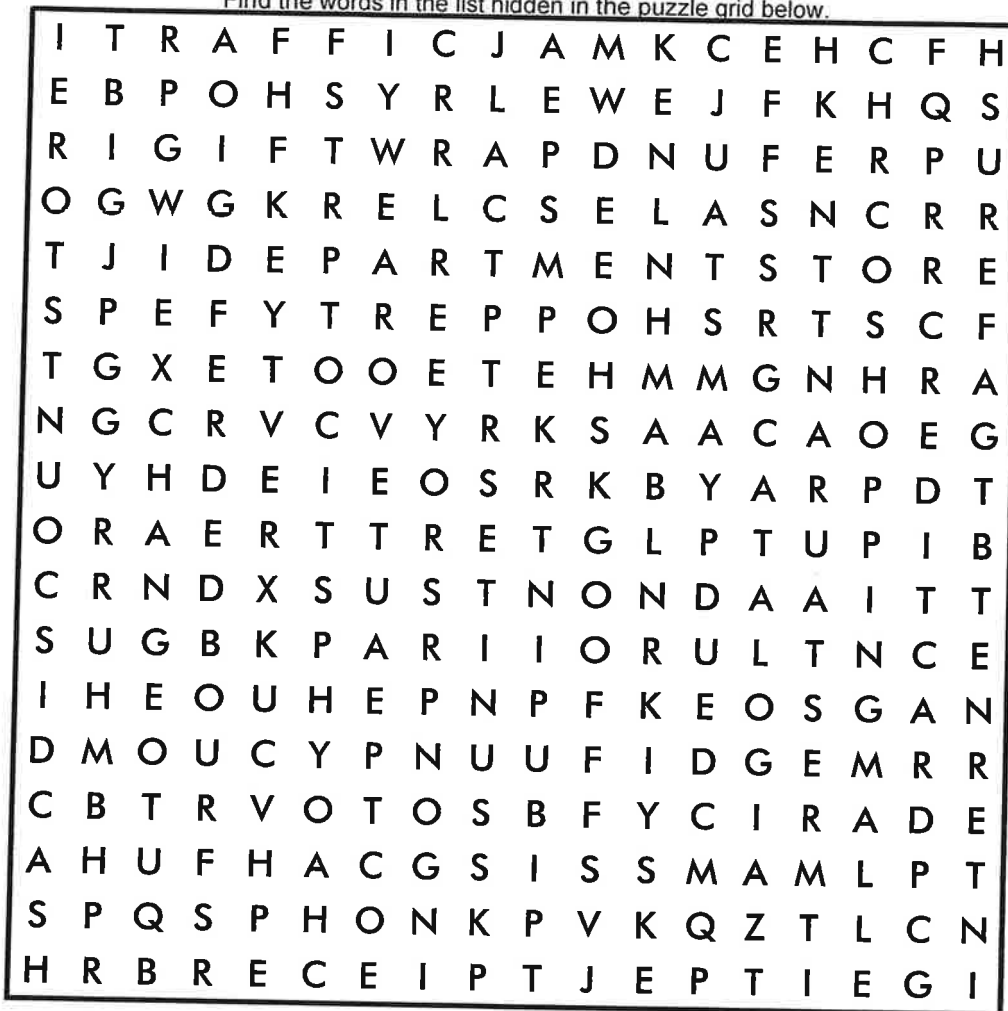 Find the words in the list hidden in the puzzle grid below.
I T R A F F I C J A M K C E H C F H
E B P O H S Y R L E W E J F K H Q S
R I G I F T W R A P D N U F E R P U
O G W G K R E L C S E L A S N C R R
T J I D E P A R T M E N T S T O R E
S P E F Y T R E P P O H S R T S C F
T G X E T O O E T E H M M G N H R A
N G C R V C V Y R K S A A C A O E G
U Y H D E I E O S R K B Y A R P D T
O R A E R T T R E T G L P T U P I B
C R N D X S U S T N O N D A A I T T
S U G B K P A R I I O R U L T N C E
I H E O U H E P N P F K E O S G A N
D M O U C Y P N U U F I D G E M R R
C B T R V O T O S B F Y C I R A D E
A H U F H A C G S I S S M A M L P T
S P Q S P H O N K P V K Q Z T L C N
H R B R E C E I P T J E P T I E G I